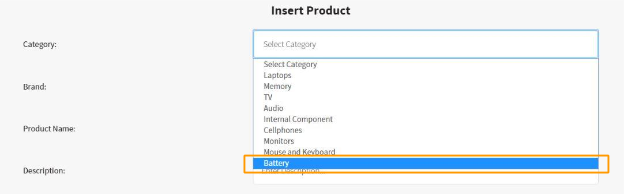 Insert Product
Category:
Select Category
Select Category
Laptops
Memory
Brand:
TV
Audio
Internal Component
Product Name:
Cellphones
Monitors
Mouse and Keyboard
Battery
Description: